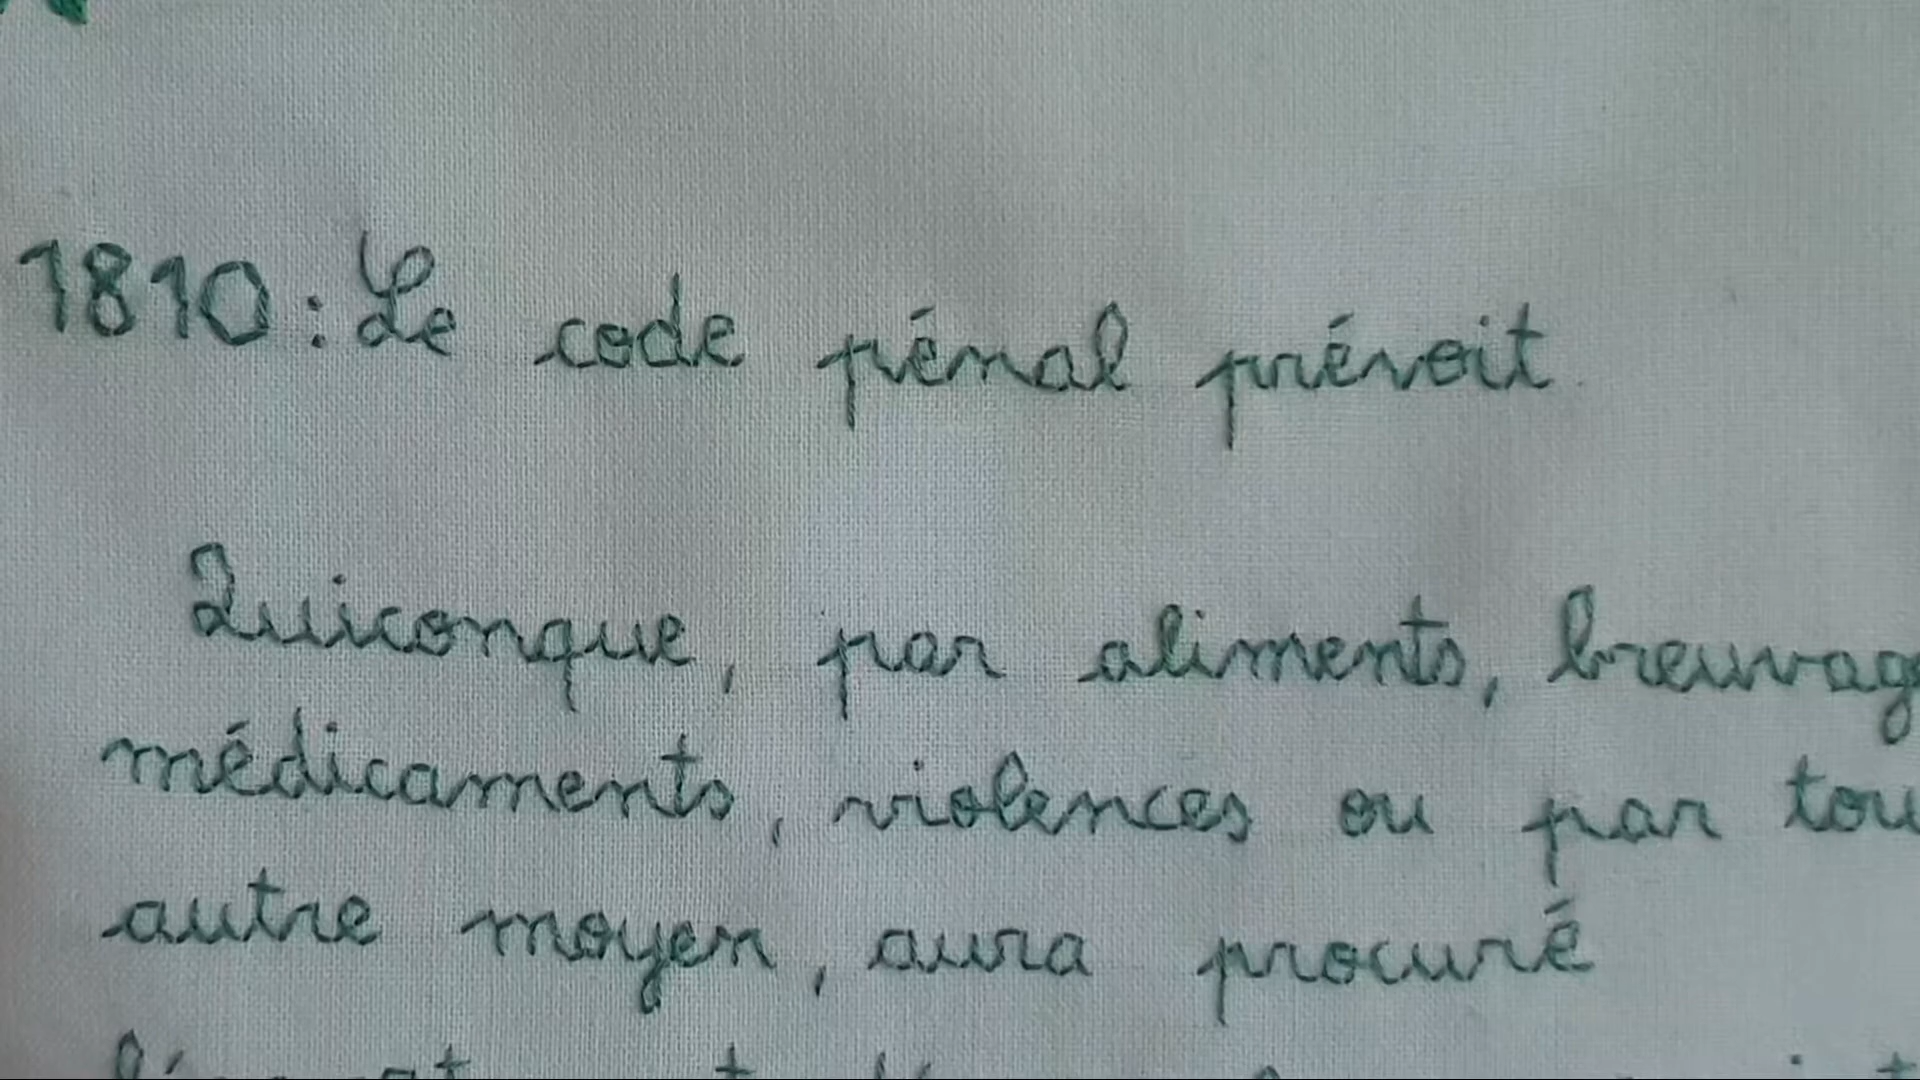 1810: Le code pénal prévoit
Quiconque, par aliments, breuvag
médicaments, violences ou par tou
autre moyen, aura procuré